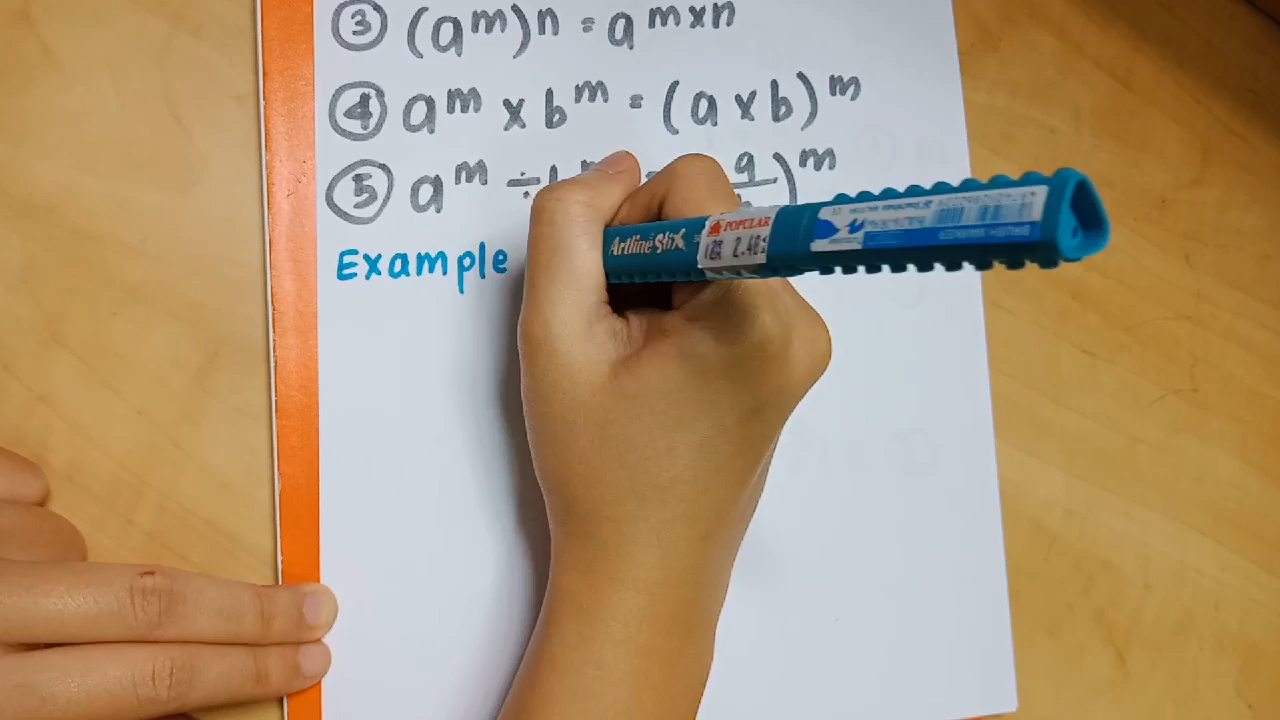 ③ (aᵐ)ⁿ = aᵐˣⁿ
④ aᵐ × bᵐ = (a × b)ᵐ
⑤ aᵐ ÷ a)ᵐ
Example
Artline Stix
POPULAR